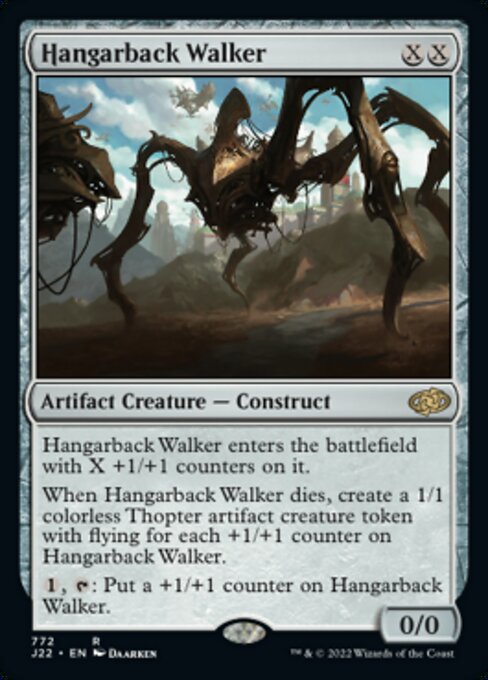 Hangarback Walker XX
Artifact Creature — Construct
Hangarback Walker enters the battlefield
with X +1/+1 counters on it.
When Hangarback Walker dies, create a 1/1
colorless Thopter artifact creature token
with flying for each +1/+1 counter on
Hangarback Walker.
1, T: Put a +1/+1 counter on Hangarback
Walker.
0/0
772 R
J22 • EN Daarken
™ & © 2022 Wizards of the Coast